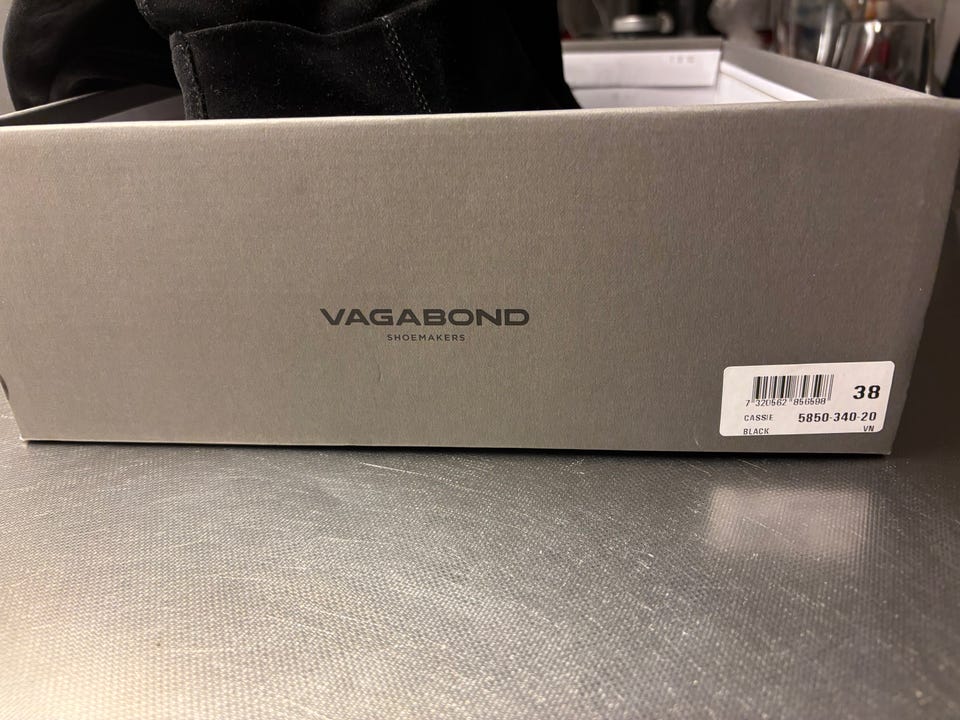 VAGABOND
SHOEMAKERS
38
7 320562 856598
CASSIE 5850-340-20
BLACK VN